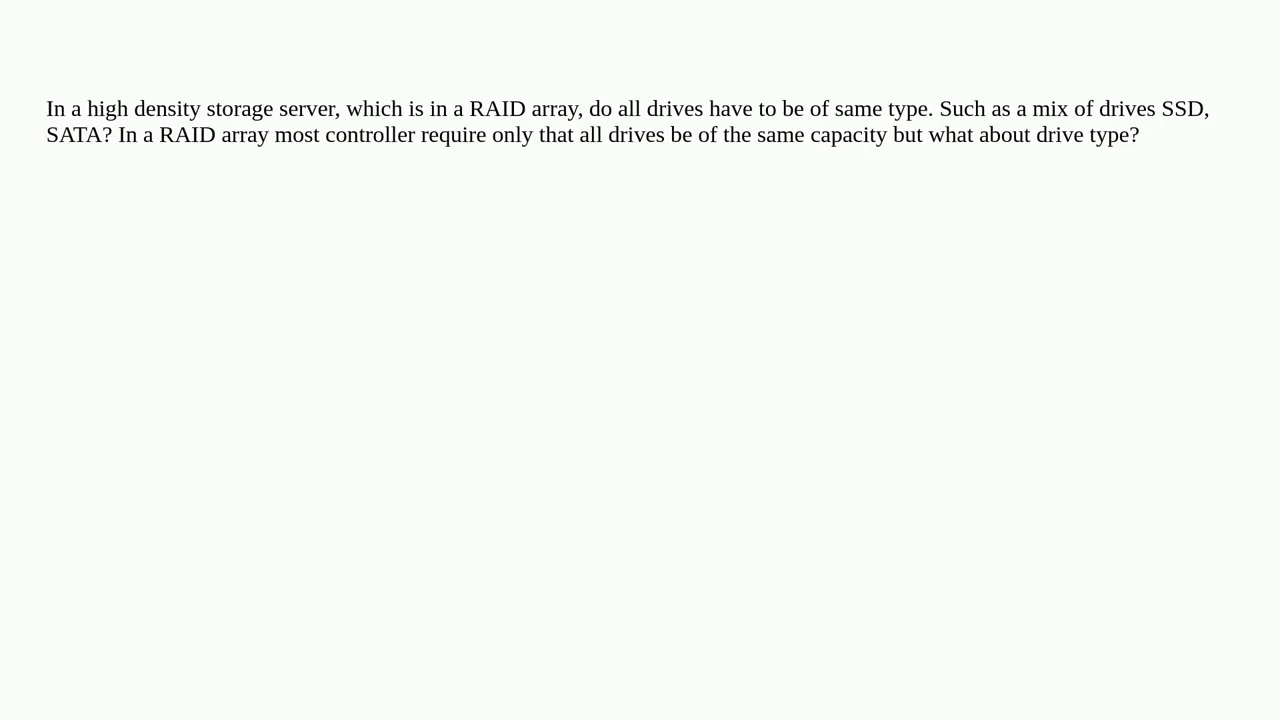 In a high density storage server, which is in a RAID array, do all drives have to be of same type. Such as a mix of drives SSD,
SATA? In a RAID array most controller require only that all drives be of the same capacity but what about drive type?